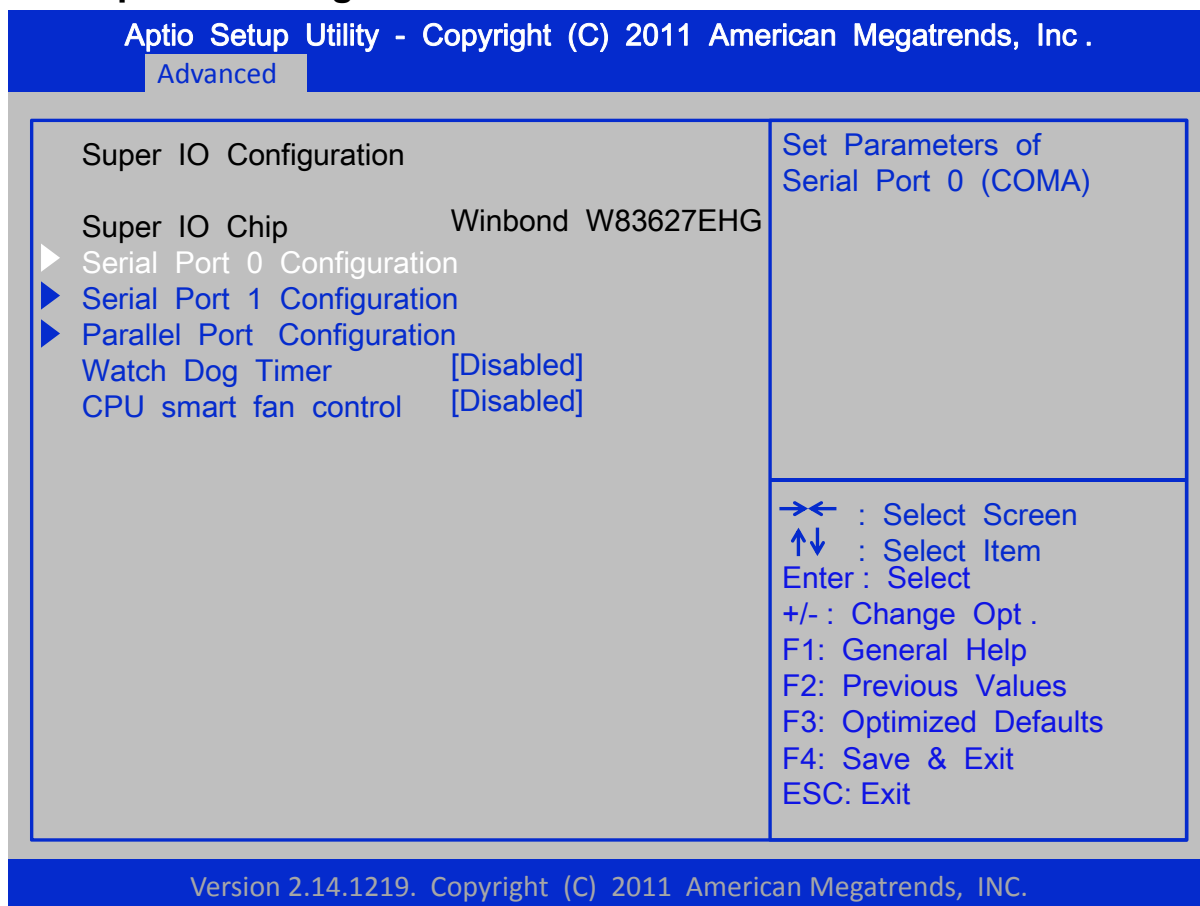 Aptio Setup Utility - Copyright (C) 2011 American Megatrends, Inc .
Advanced
Super IO Configuration
Super IO Chip Winbond W83627EHG
Serial Port 0 Configuration
Serial Port 1 Configuration
Parallel Port Configuration
Watch Dog Timer [Disabled]
CPU smart fan control [Disabled]
Set Parameters of
Serial Port 0 (COMA)
→← : Select Screen
↑↓ : Select Item
Enter : Select
+/- : Change Opt .
F1: General Help
F2: Previous Values
F3: Optimized Defaults
F4: Save & Exit
ESC: Exit
Version 2.14.1219. Copyright (C) 2011 American Megatrends, INC.